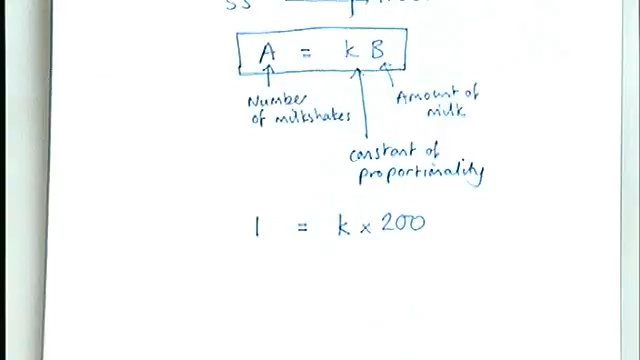 A = k B
Number
of milkshakes
Amount of
milk
constant of
proportionality
1 = k × 200